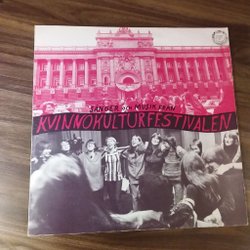 SÅNGER OCH MUSIK FRÅN
KVINNOKULTURFESTIVALEN